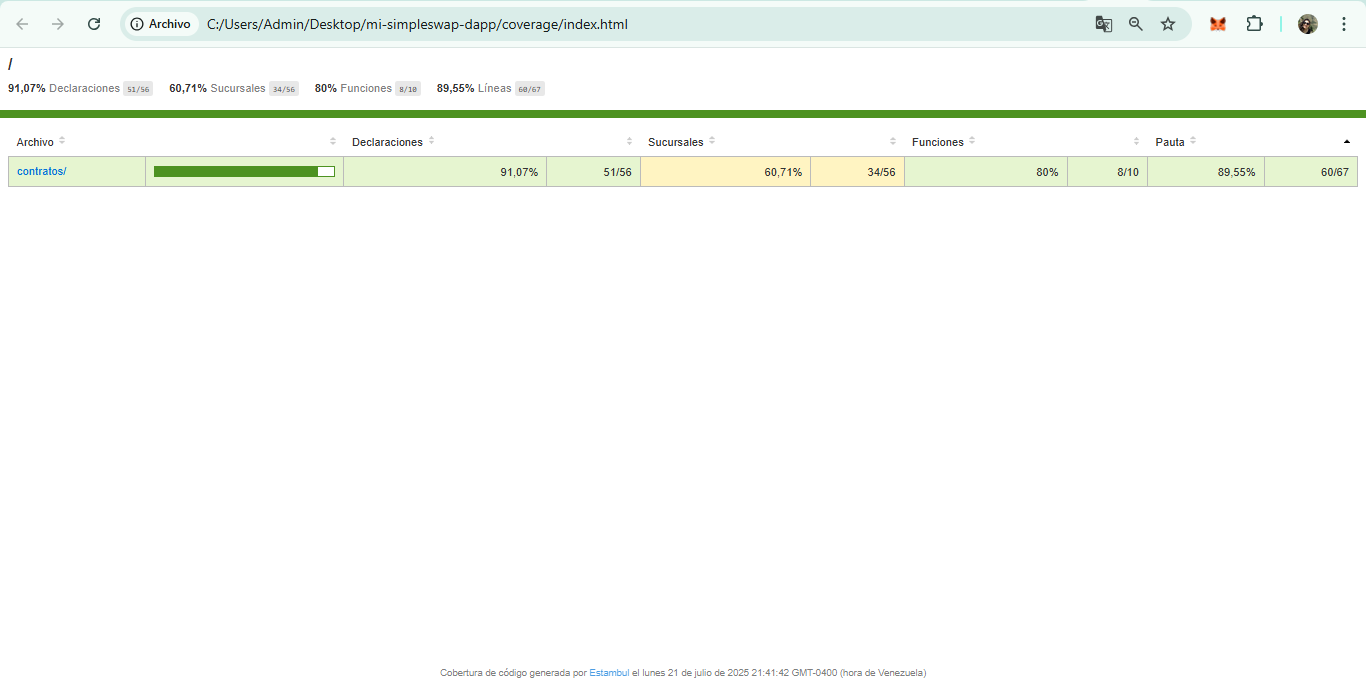 Archivo C:/Users/Admin/Desktop/mi-simpleswap-dapp/coverage/index.html
/
91,07% Declaraciones 51/56 60,71% Sucursales 34/56 80% Funciones 8/10 89,55% Líneas 60/67
Archivo Declaraciones Sucursales Funciones Pauta
contratos/ 91,07% 51/56 60,71% 34/56 80% 8/10 89,55% 60/67
Cobertura de código generada por Estambul el lunes 21 de julio de 2025 21:41:42 GMT-0400 (hora de Venezuela)